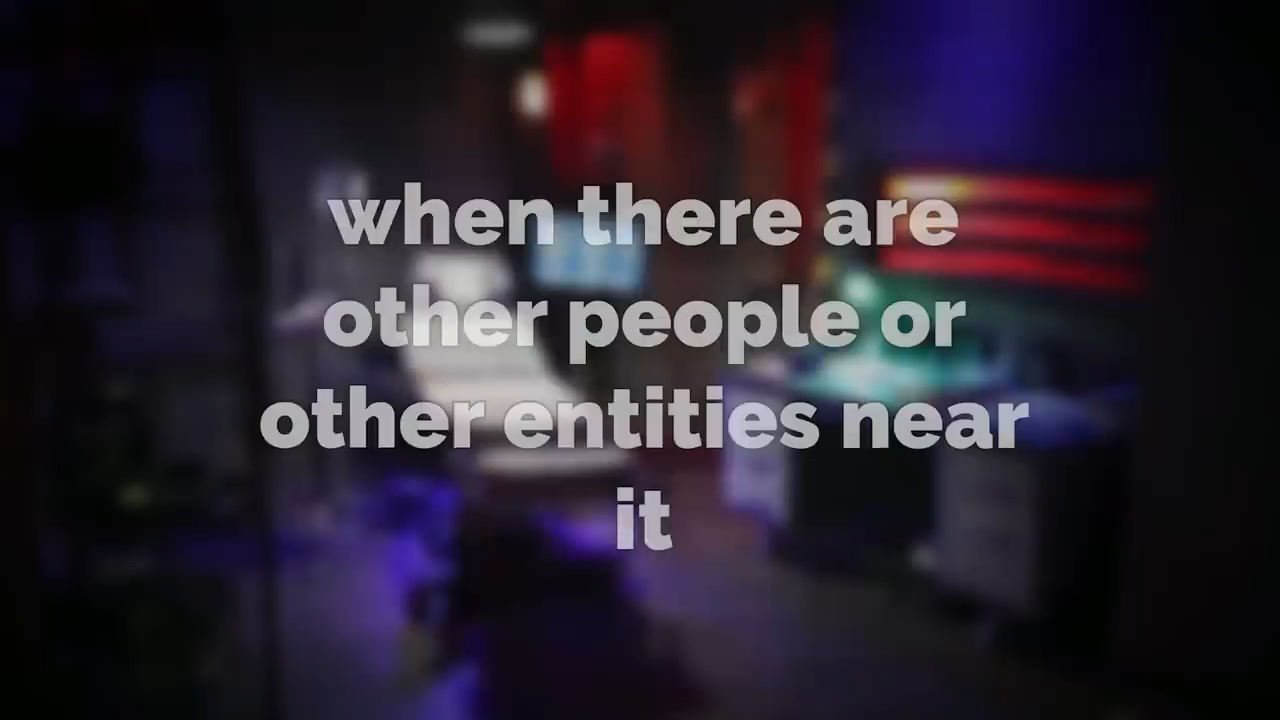 when there are
other people or
other entities near
it